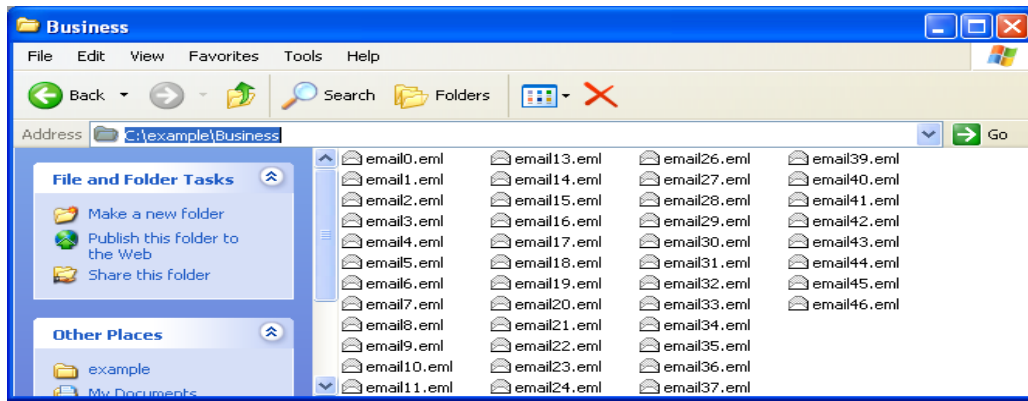 Business
File Edit View Favorites Tools Help
Back Search Folders
Address C:\example\Business Go
File and Folder Tasks
Make a new folder
Publish this folder to
the Web
Share this folder
Other Places
example
My Documents
email0.eml email13.eml email26.eml email39.eml
email1.eml email14.eml email27.eml email40.eml
email2.eml email15.eml email28.eml email41.eml
email3.eml email16.eml email29.eml email42.eml
email4.eml email17.eml email30.eml email43.eml
email5.eml email18.eml email31.eml email44.eml
email6.eml email19.eml email32.eml email45.eml
email7.eml email20.eml email33.eml email46.eml
email8.eml email21.eml email34.eml
email9.eml email22.eml email35.eml
email10.eml email23.eml email36.eml
email11.eml email24.eml email37.eml